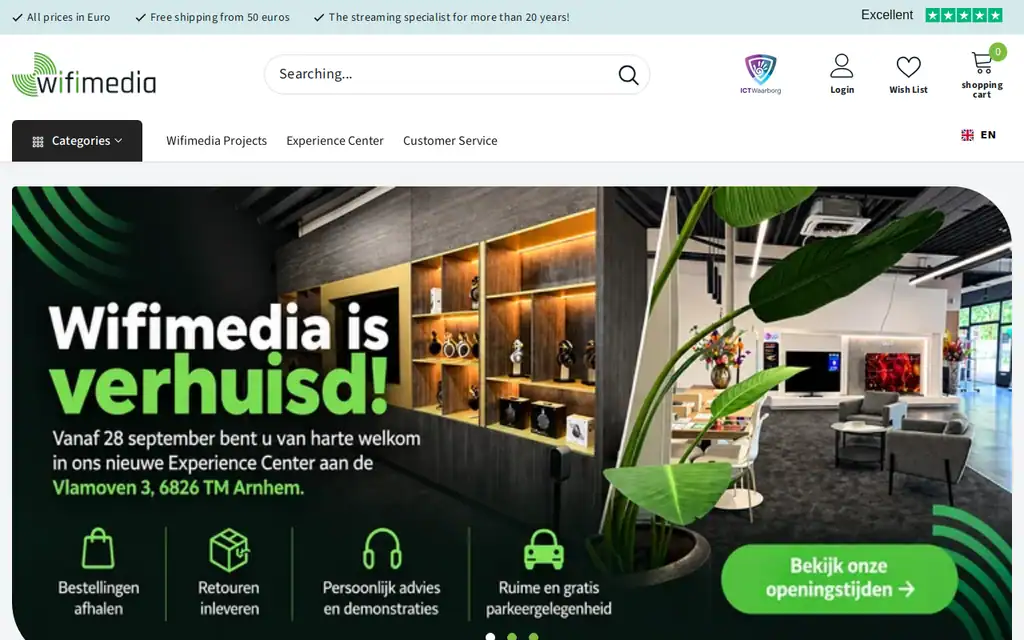 All prices in Euro
Free shipping from 50 euros
The streaming specialist for more than 20 years!
Excellent
wifimedia
Searching...
ICTWaarborg
Login
Wish List
0
shopping
cart
Categories
Wifimedia Projects
Experience Center
Customer Service
EN
Wifimedia is
verhuisd!
Vanaf 28 september bent u van harte welkom
in ons nieuwe Experience Center aan de
Vlamoven 3, 6826 TM Arnhem.
Bestellingen
afhalen
Retouren
inleveren
Persoonlijk advies
en demonstraties
Ruime en gratis
parkeergelegenheid
Bekijk onze
openingstijden →